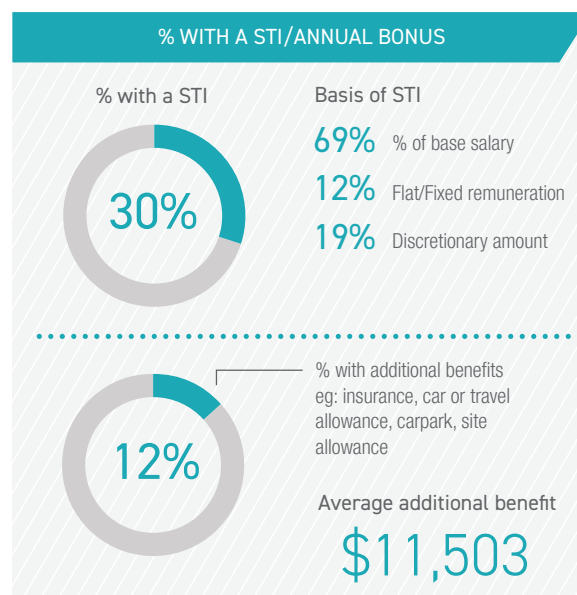 % WITH A STI/ANNUAL BONUS
% with a STI
30%
Basis of STI
69% % of base salary
12% Flat/Fixed remuneration
19% Discretionary amount
12%
% with additional benefits
eg: insurance, car or travel
allowance, carpark, site
allowance
Average additional benefit
$11,503